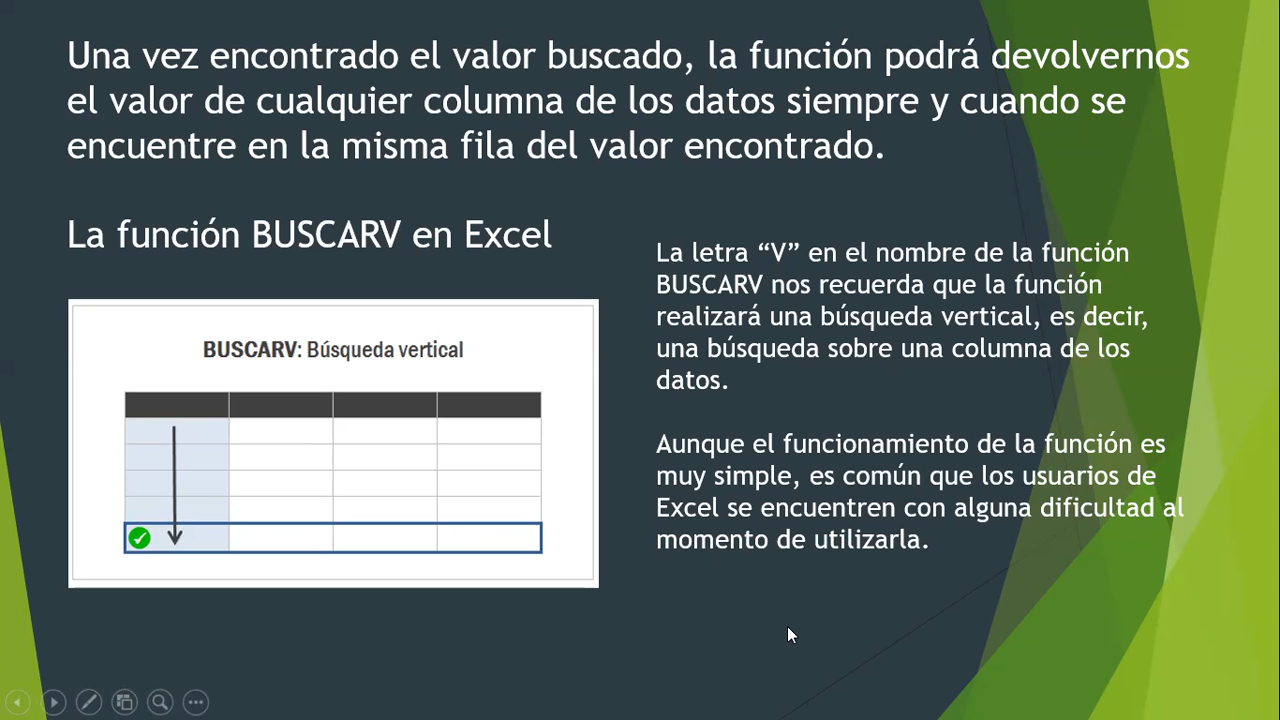 Una vez encontrado el valor buscado, la función podrá devolvernos
el valor de cualquier columna de los datos siempre y cuando se
encuentre en la misma fila del valor encontrado.
La función BUSCARV en Excel
BUSCARV: Búsqueda vertical
La letra “V” en el nombre de la función
BUSCARV nos recuerda que la función
realizará una búsqueda vertical, es decir,
una búsqueda sobre una columna de los
datos.
Aunque el funcionamiento de la función es
muy simple, es común que los usuarios de
Excel se encuentren con alguna dificultad al
momento de utilizarla.